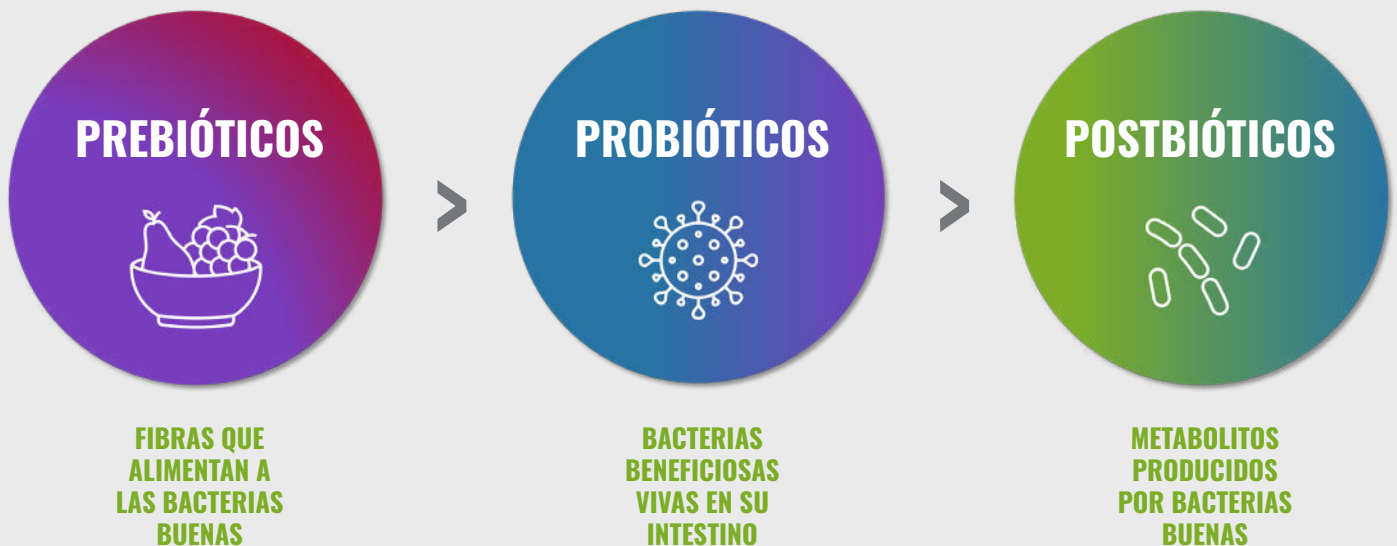 PREBIÓTICOS
FIBRAS QUE
ALIMENTAN A
LAS BACTERIAS
BUENAS
>
PROBIÓTICOS
BACTERIAS
BENEFICIOSAS
VIVAS EN SU
INTESTINO
>
POSTBIÓTICOS
METABOLITOS
PRODUCIDOS
POR BACTERIAS
BUENAS